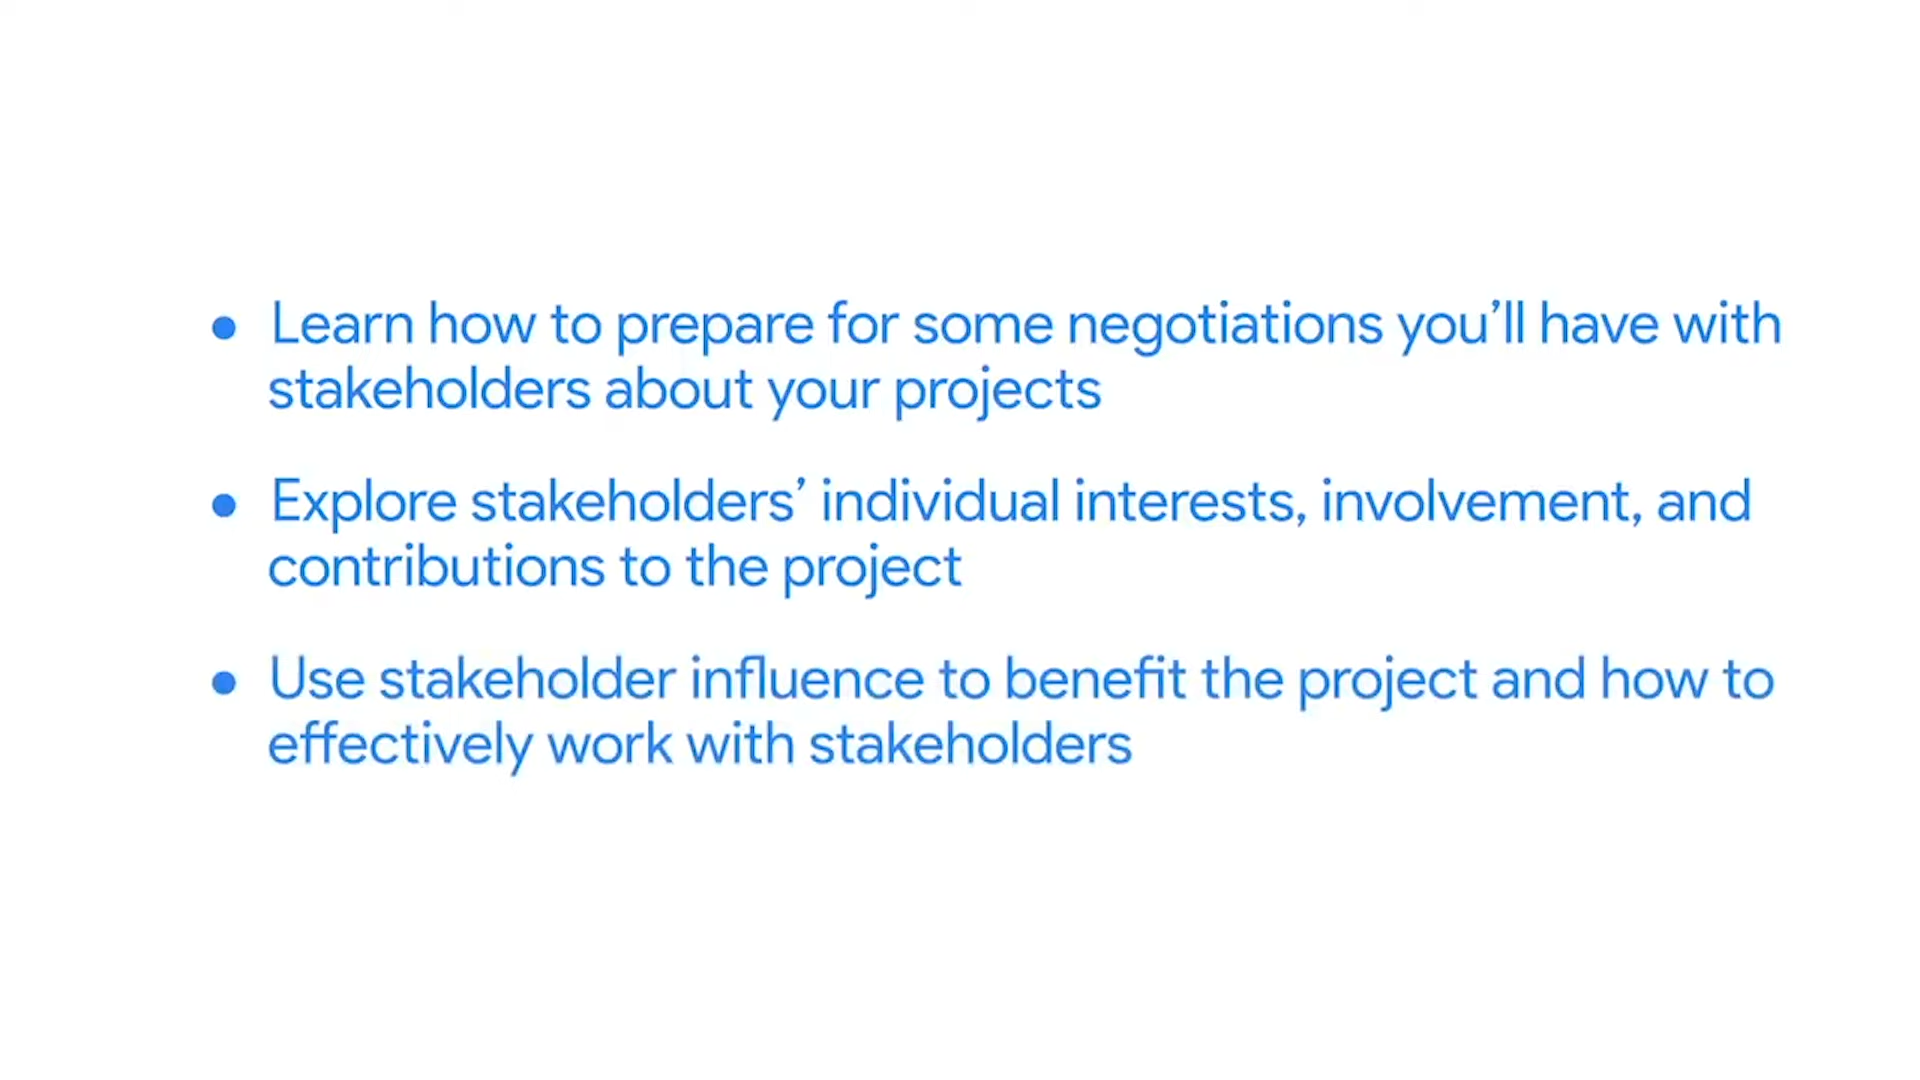 • Learn how to prepare for some negotiations you’ll have with
stakeholders about your projects
• Explore stakeholders’ individual interests, involvement, and
contributions to the project
• Use stakeholder influence to benefit the project and how to
effectively work with stakeholders